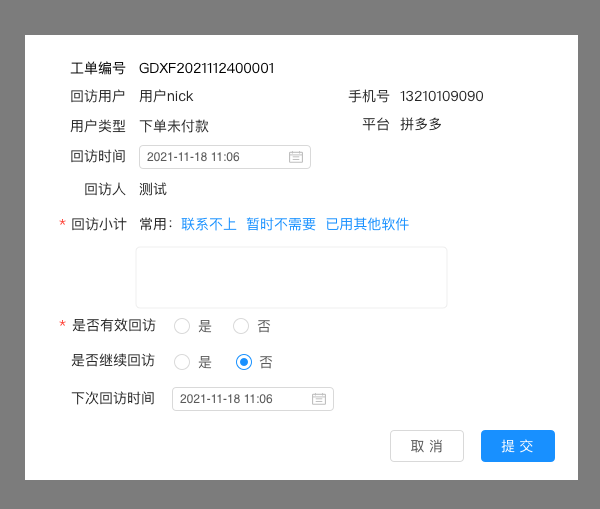 工单编号 GDXF2021112400001
回访用户 用户nick 手机号 13210109090
用户类型 下单未付款 平台 拼多多
回访时间 2021-11-18 11:06
回访人 测试
* 回访小计 常用: 联系不上 暂时不需要 已用其他软件
* 是否有效回访 是 否
是否继续回访 是 否
下次回访时间 2021-11-18 11:06
取 消 提 交